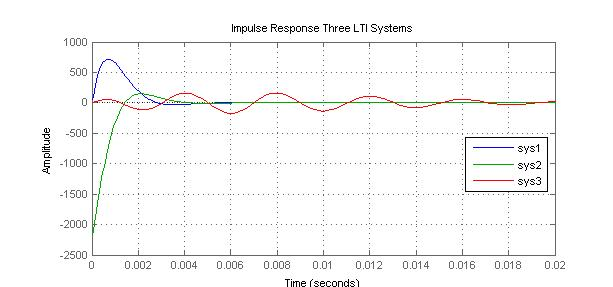 Impulse Response Three LTI Systems
1000
500
0
-500
-1000
-1500
-2000
-2500
Amplitude
sys1
sys2
sys3
0 0.002 0.004 0.006 0.008 0.01 0.012 0.014 0.016 0.018 0.02
Time (seconds)